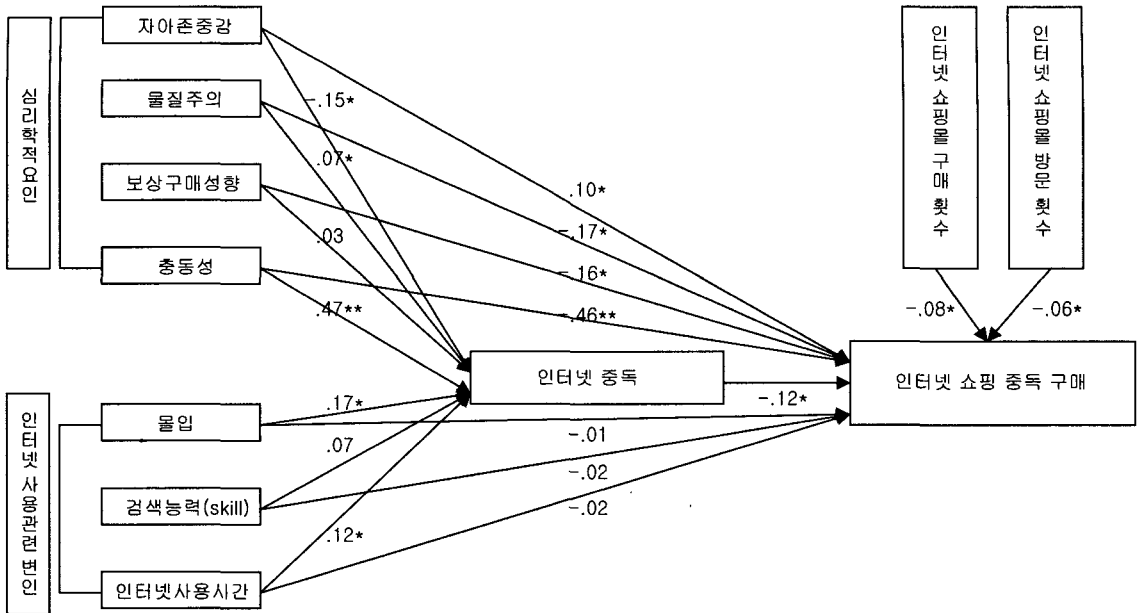 심리학적요인
자아존중감
물질주의
보상구매성향
충동성
인터넷 사용관련 변인
몰입
검색능력(skill)
인터넷사용시간
-.15*
.07*
.03
.47**
.17*
.07
.12*
인터넷 중독
.10*
-.17*
-.16*
-.46**
-.12*
-.01
-.02
-.02
인터넷 쇼핑몰 구매 횟수
인터넷 쇼핑몰 방문 횟수
-.08*
-.06*
인터넷 쇼핑 중독 구매